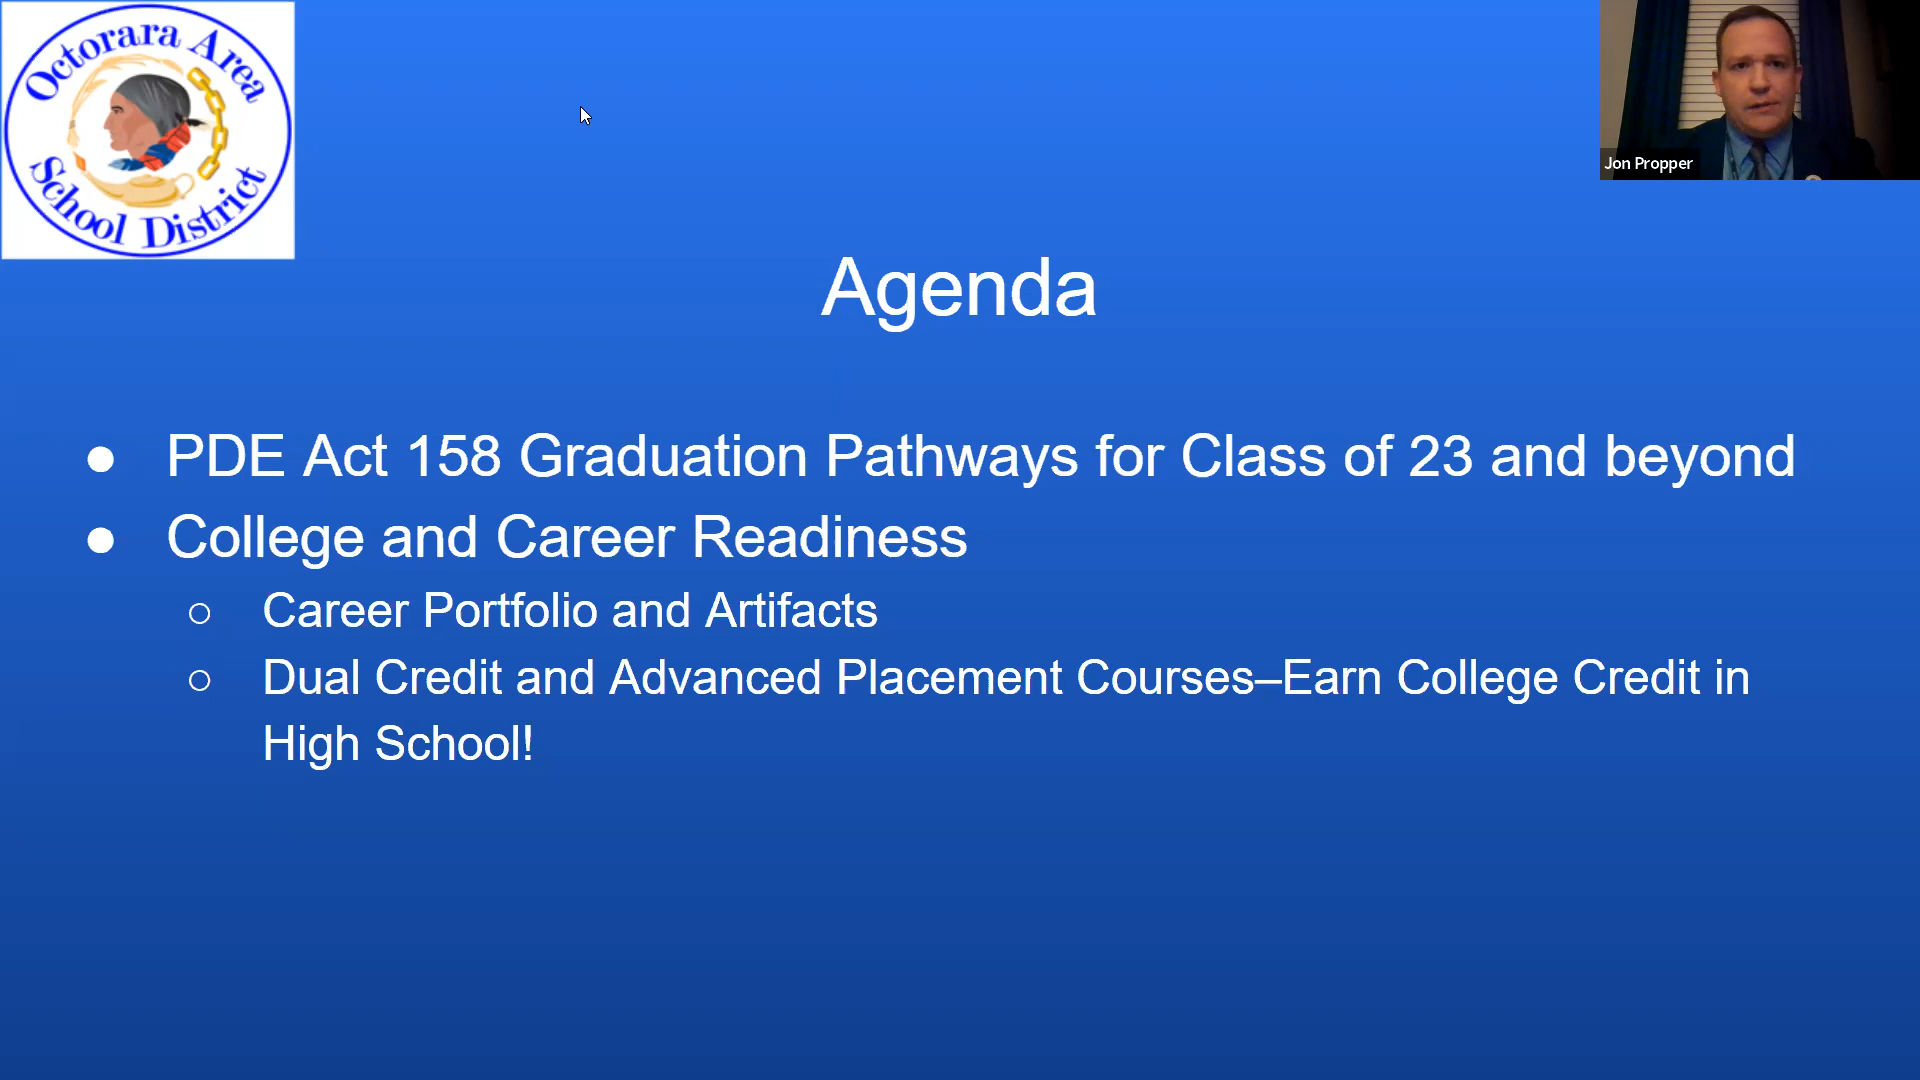 Octorara Area
School District
Jon Propper
Agenda
● PDE Act 158 Graduation Pathways for Class of 23 and beyond
● College and Career Readiness
○ Career Portfolio and Artifacts
○ Dual Credit and Advanced Placement Courses–Earn College Credit in
High School!